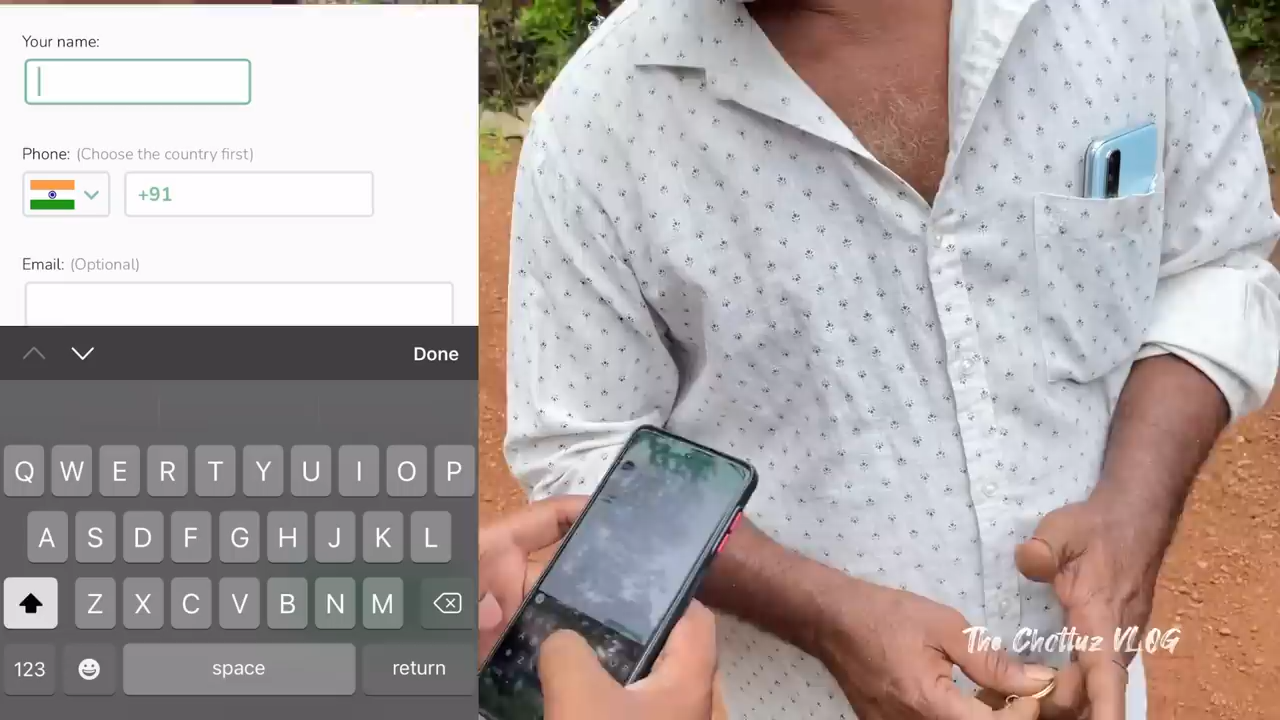 Your name:
Phone: (Choose the country first)
+91
Email: (Optional)
Done
Q W E R T Y U I O P
A S D F G H J K L
Z X C V B N M
123 space return
The Chottuz VLOG